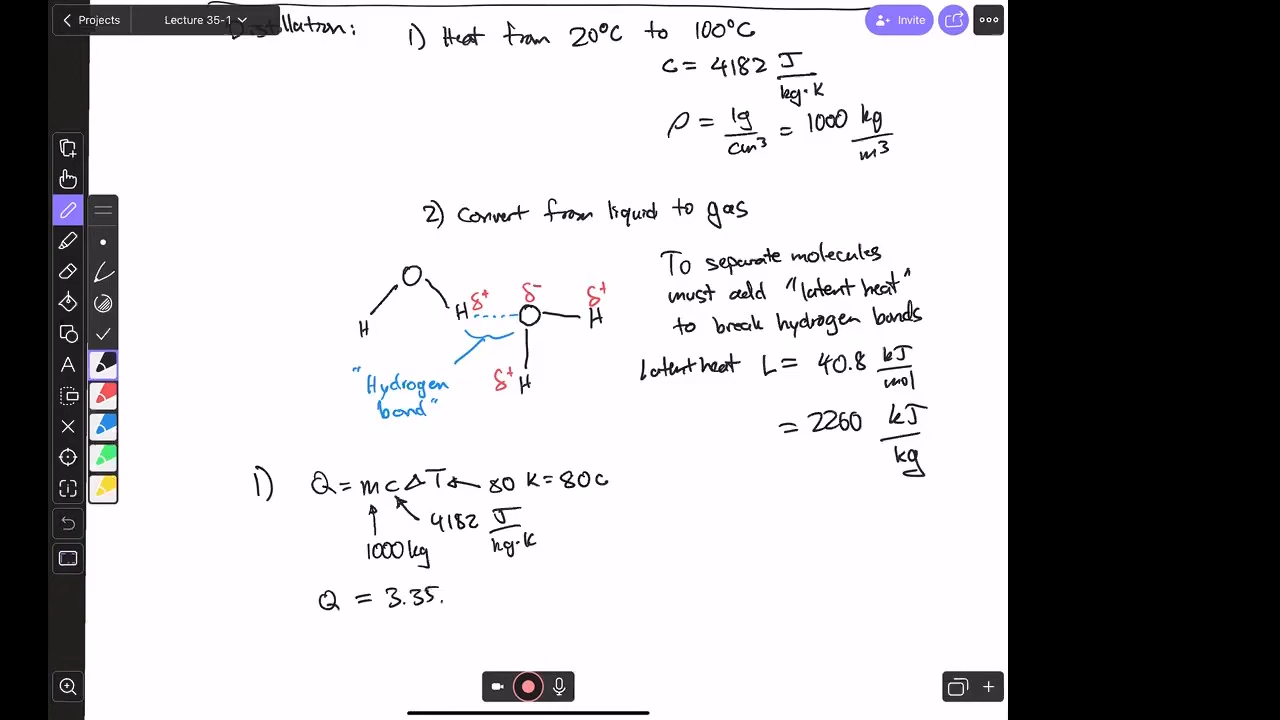 Projects
Lecture 35-1
Invite
Distillation: 1) Heat from 20°C to 100°C
c = 4182 J/kg·K
ρ = 1g/cm³ = 1000 kg/m³
2) Convert from liquid to gas
To separate molecules
must add "latent heat"
to break hydrogen bonds
O
H
H δ+
O δ-
H δ+
δ+ H
"Hydrogen
bond"
Latent heat L = 40.8 kJ/mol
= 2260 kJ/kg
1) Q = mcΔT ← 80 K = 80 C
4182 J/kg·K
1000 kg
Q = 3.35.
A